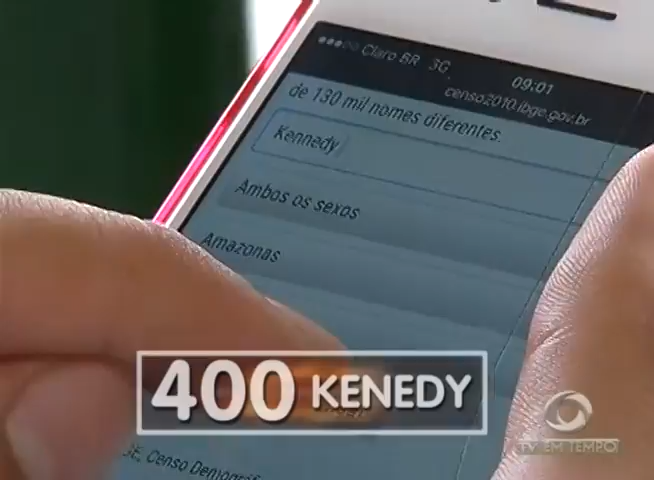 Claro BR 3G 09:01
censo2010.ibge.gov.br
de 130 mil nomes diferentes.
Kennedy
Ambos os sexos
Amazonas
400 KENEDY
TV EM TEMPO
Censo